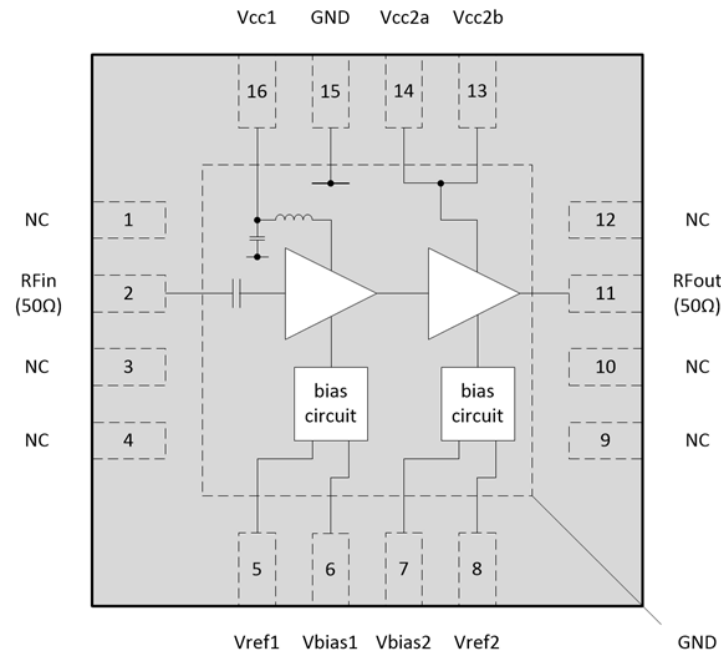 Vcc1 GND Vcc2a Vcc2b
16 15 14 13
NC 1 12 NC
RFin
(50Ω)
2 11
RFout
(50Ω)
NC 3 10 NC
bias
circuit
bias
circuit
NC 4 9 NC
5 6 7 8
Vref1 Vbias1 Vbias2 Vref2 GND